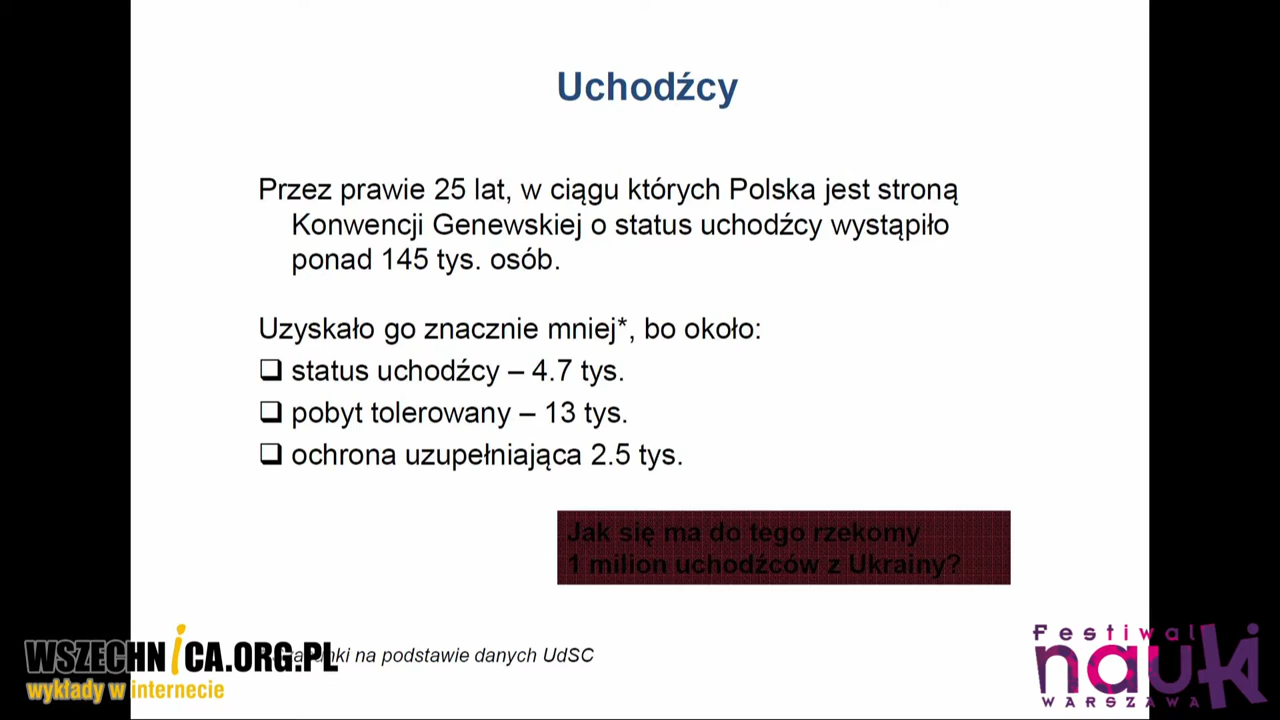 Uchodźcy
Przez prawie 25 lat, w ciągu których Polska jest stroną
Konwencji Genewskiej o status uchodźcy wystąpiło
ponad 145 tys. osób.
Uzyskało go znacznie mniej*, bo około:
❑ status uchodźcy – 4.7 tys.
❑ pobyt tolerowany – 13 tys.
❑ ochrona uzupełniająca 2.5 tys.
Jak się ma do tego rzekomy
1 milion uchodźców z Ukrainy?
na podstawie danych UdSC
WSZECHNICA.ORG.PL
wykłady w internecie
Festiwal
nauki
WARSZAWA